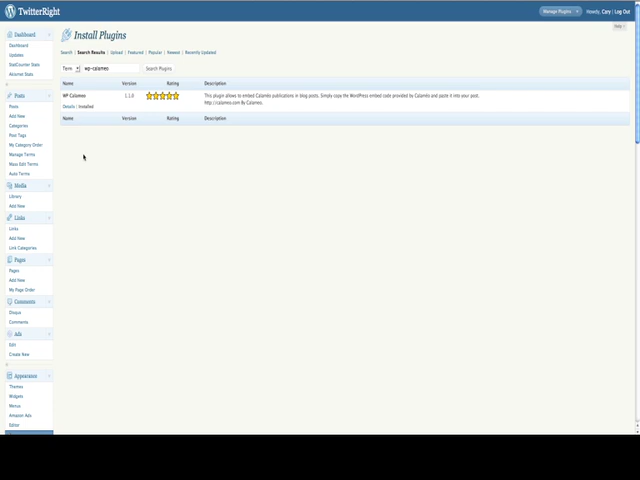 TwitterRight
Manage Plugins
Howdy, Cary | Log Out
Help
Install Plugins
Search | Search Results | Upload | Featured | Popular | Newest | Recently Updated
Term
wp-calameo
Search Plugins
Name Version Rating Description
WP Calameo
1.1.0
This plugin allows to embed Calaméo publications in blog posts. Simply copy the WordPress embed code provided by Calaméo and paste it into your post.
http://calameo.com By Calaméo.
Details | Installed
Name Version Rating Description
Dashboard
Dashboard
Updates
StatCounter Stats
Akismet Stats
Posts
Posts
Add New
Categories
Post Tags
My Category Order
Manage Terms
Mass Edit Terms
Auto Terms
Media
Library
Add New
Links
Links
Add New
Link Categories
Pages
Pages
Add New
My Page Order
Comments
Disqus
Comments
Ads
Edit
Create New
Appearance
Themes
Widgets
Menus
Amazon Ads
Editor